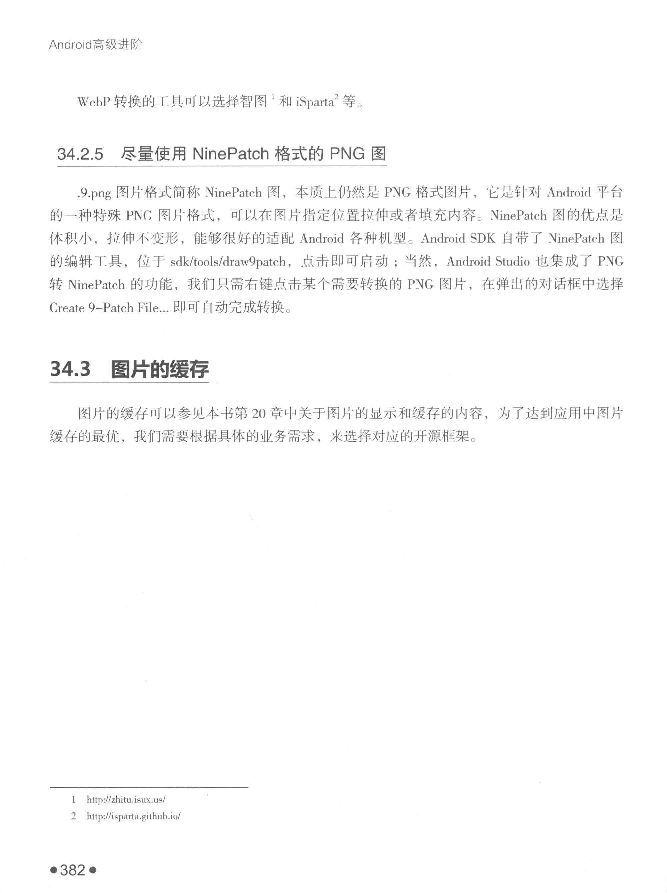 Android高级进阶
WebP 转换的工具可以选择智图1 和 iSparta2 等。
34.2.5 尽量使用 NinePatch 格式的 PNG 图
.9.png 图片格式简称 NinePatch 图，本质上仍然是 PNG 格式图片，它是针对 Android 平台
的一种特殊 PNG 图片格式，可以在图片指定位置拉伸或者填充内容。NinePatch 图的优点是
体积小，拉伸不变形，能够很好的适配 Android 各种机型。Android SDK 自带了 NinePatch 图
的编辑工具，位于 sdk/tools/draw9patch，点击即可启动；当然，Android Studio 也集成了 PNG
转 NinePatch 的功能，我们只需右键点击某个需要转换的 PNG 图片，在弹出的对话框中选择
Create 9-Patch File... 即可自动完成转换。
34.3 图片的缓存
图片的缓存可以参见本书第 20 章中关于图片的显示和缓存的内容，为了达到应用中图片
缓存的最优，我们需要根据具体的业务需求，来选择对应的开源框架。
1 http://zhitu.isux.us/
2 http://isparta.github.io/
●382●